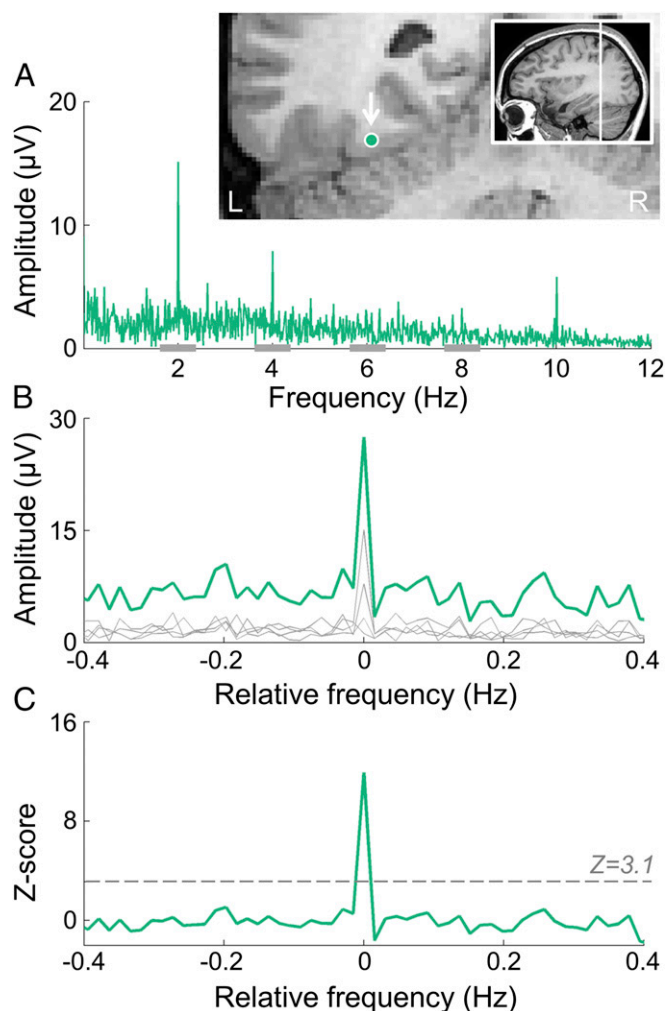 A
20
10
0
Amplitude (µV)
L
R
2 4 6 8 10 12
Frequency (Hz)
B
30
15
0
Amplitude (µV)
-0.4 -0.2 0 0.2 0.4
Relative frequency (Hz)
C
16
8
0
Z-score
Z=3.1
-0.4 -0.2 0 0.2 0.4
Relative frequency (Hz)